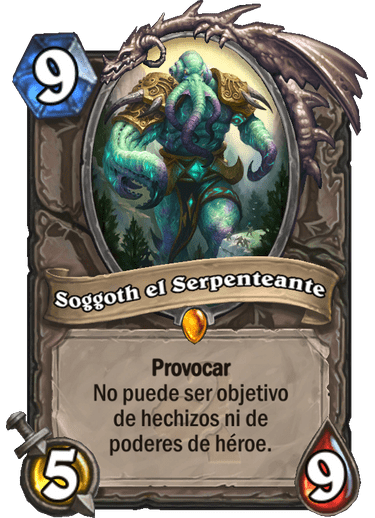 9
Soggoth el Serpenteante
Provocar
No puede ser objetivo
de hechizos ni de
poderes de héroe.
5
9